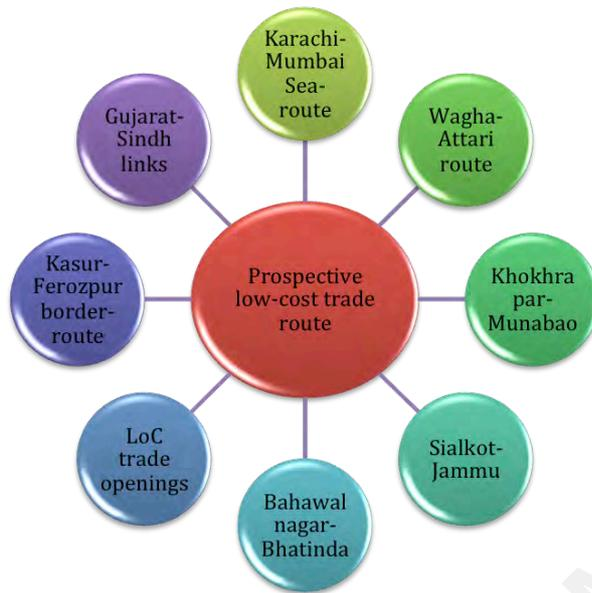 Karachi-
Mumbai
Sea-
route
Wagha-
Attari
route
Khokhra
par-
Munabao
Sialkot-
Jammu
Bahawal
nagar-
Bhatinda
LoC
trade
openings
Kasur-
Ferozpur
border-
route
Gujarat-
Sindh
links
Prospective
low-cost trade
route